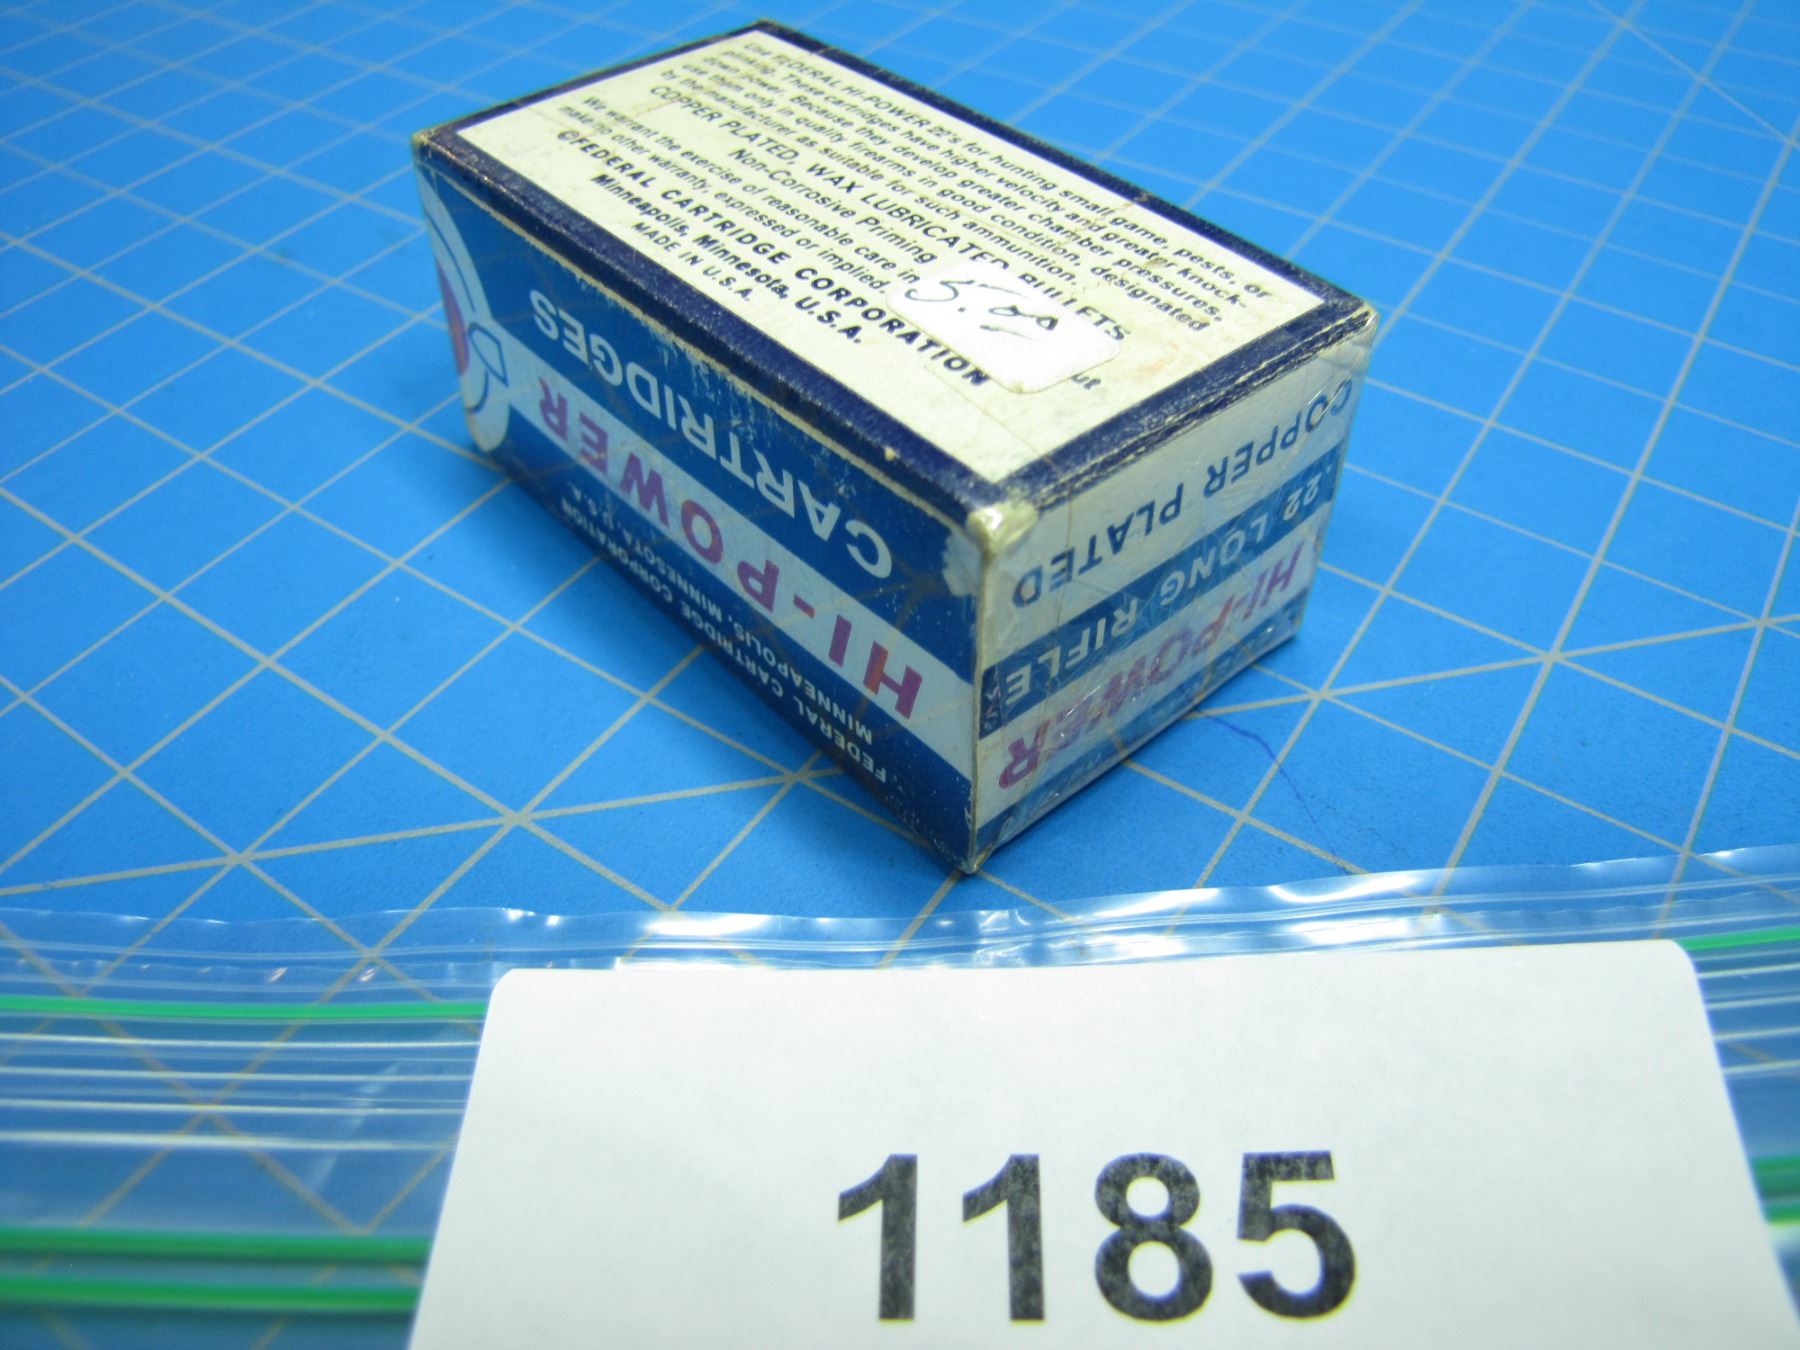 Use FEDERAL HI-POWER 22's for hunting small game, pests, or
plinking. These cartridges have higher velocity and greater knock-
down power. Because they develop greater chamber pressures,
use them only in quality firearms in good condition, designated
by the manufacturer as suitable for such ammunition.
COPPER PLATED, WAX LUBRICATED BULLETS
Non-Corrosive Priming
We warrant the exercise of reasonable care in
make no other warranty, expressed or implied.
©FEDERAL CARTRIDGE CORPORATION
Minneapolis, Minnesota, U.S.A.
MADE IN U.S.A.
5.00
CARTRIDGES
HI-POWER
FEDERAL CARTRIDGE CORPORATION
MINNEAPOLIS, MINNESOTA, U.S.A.
COPPER PLATED
22 LONG RIFLE
HI-POWER
1185